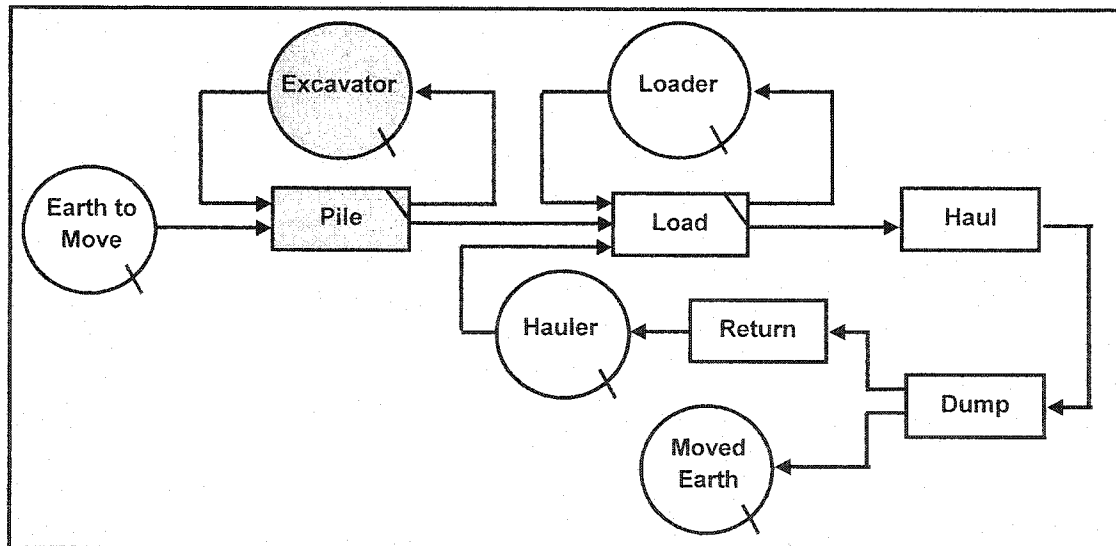 Excavator
Loader
Earth to
Move
Pile
Load
Haul
Hauler
Return
Dump
Moved
Earth